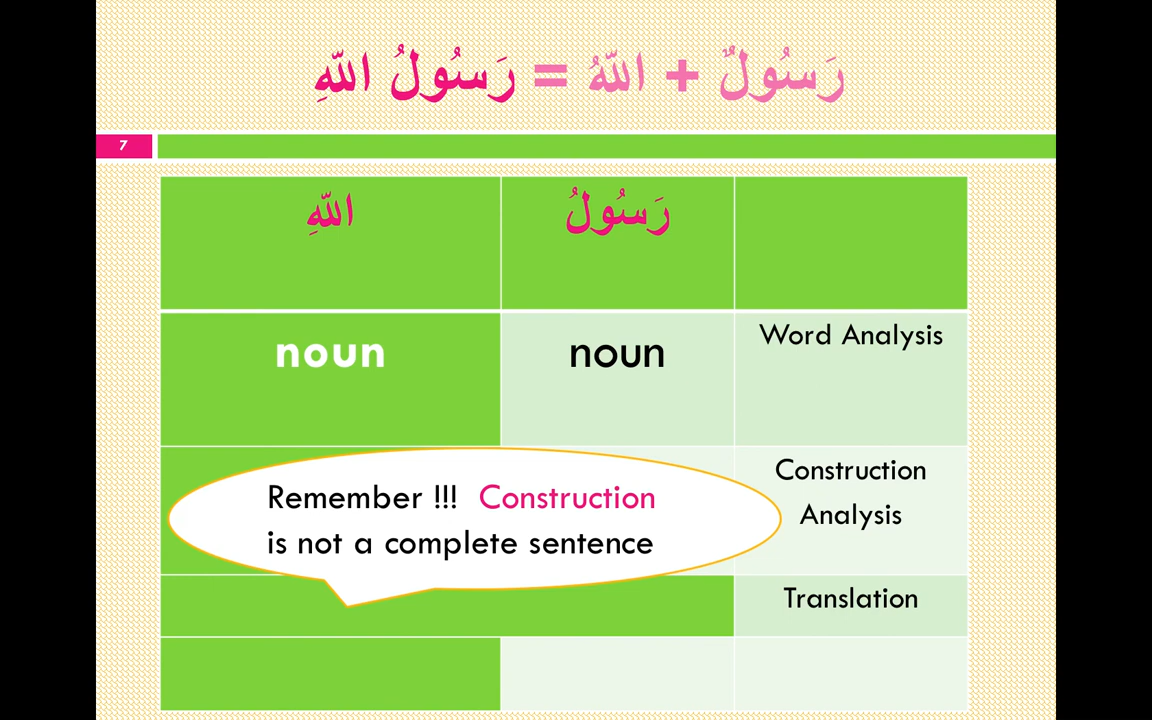 رَسُولٌ + اللّٰهُ = رَسُولُ اللّٰهِ
7
رَسُولُ اللّٰهِ
Word Analysis
noun
noun
Construction
Analysis
Remember !!! Construction
is not a complete sentence
Translation